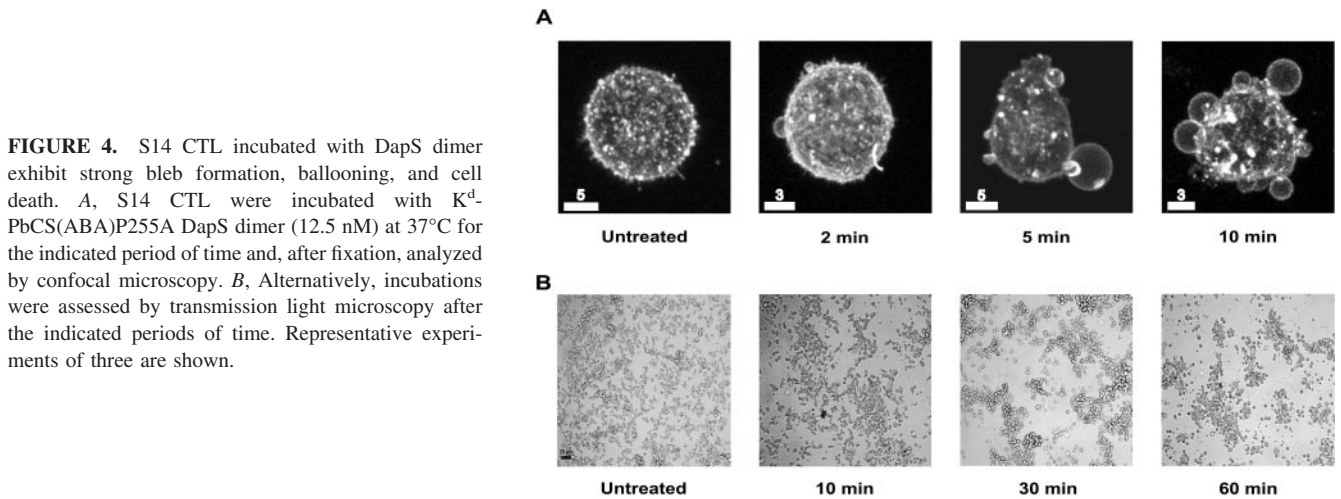 FIGURE 4. S14 CTL incubated with DapS dimer
exhibit strong bleb formation, ballooning, and cell
death. A, S14 CTL were incubated with Kd-
PbCS(ABA)P255A DapS dimer (12.5 nM) at 37°C for
the indicated period of time and, after fixation, analyzed
by confocal microscopy. B, Alternatively, incubations
were assessed by transmission light microscopy after
the indicated periods of time. Representative experi-
ments of three are shown.
A
5
3
5
3
Untreated 2 min 5 min 10 min
B
Untreated 10 min 30 min 60 min